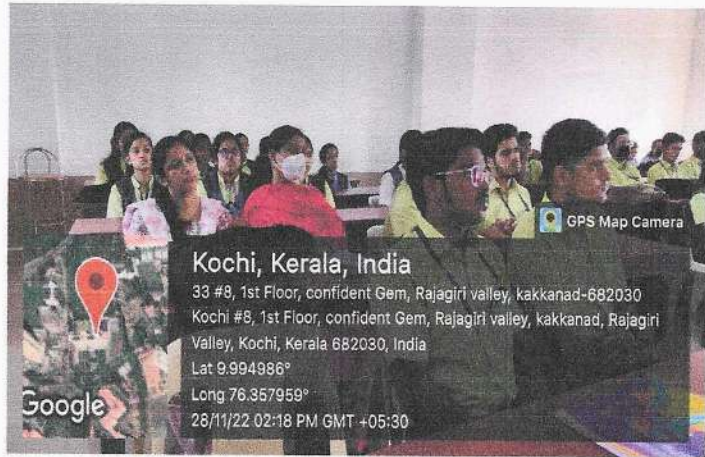 GPS Map Camera
Kochi, Kerala, India
33 #8, 1st Floor, confident Gem, Rajagiri valley, kakkanad-682030
Kochi #8, 1st Floor, confident Gem, Rajagiri valley, kakkanad, Rajagiri
Valley, Kochi, Kerala 682030, India
Lat 9.994986°
Long 76.357959°
28/11/22 02:18 PM GMT +05:30
Google